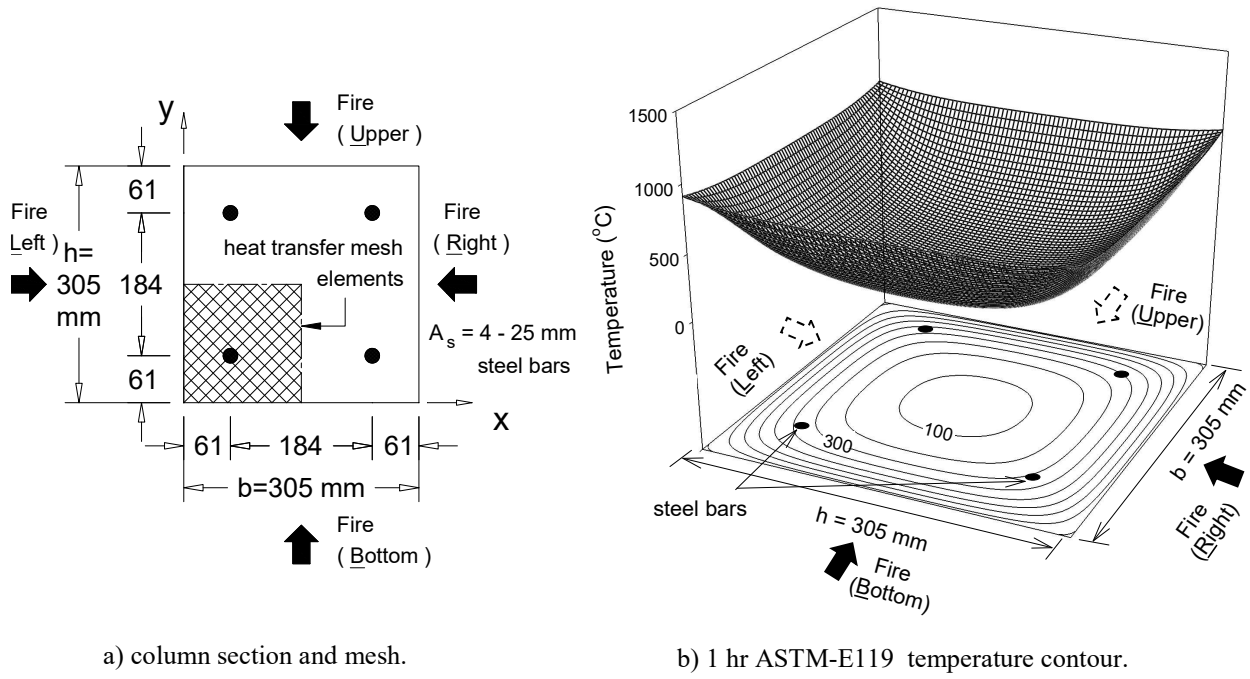 y
Fire
( Upper )
61
Fire
Left )
h=
305
mm
184
61
heat transfer mesh
elements
Fire
( Right )
A s = 4 - 25 mm
steel bars
x
61
184
61
b=305 mm
Fire
( Bottom )
a) column section and mesh.
1500
1000
500
0
Temperature (°C)
Fire
(Left)
Fire
(Upper)
100
300
steel bars
h = 305 mm
b = 305 mm
Fire
(Right)
Fire
(Bottom)
b) 1 hr ASTM-E119 temperature contour.